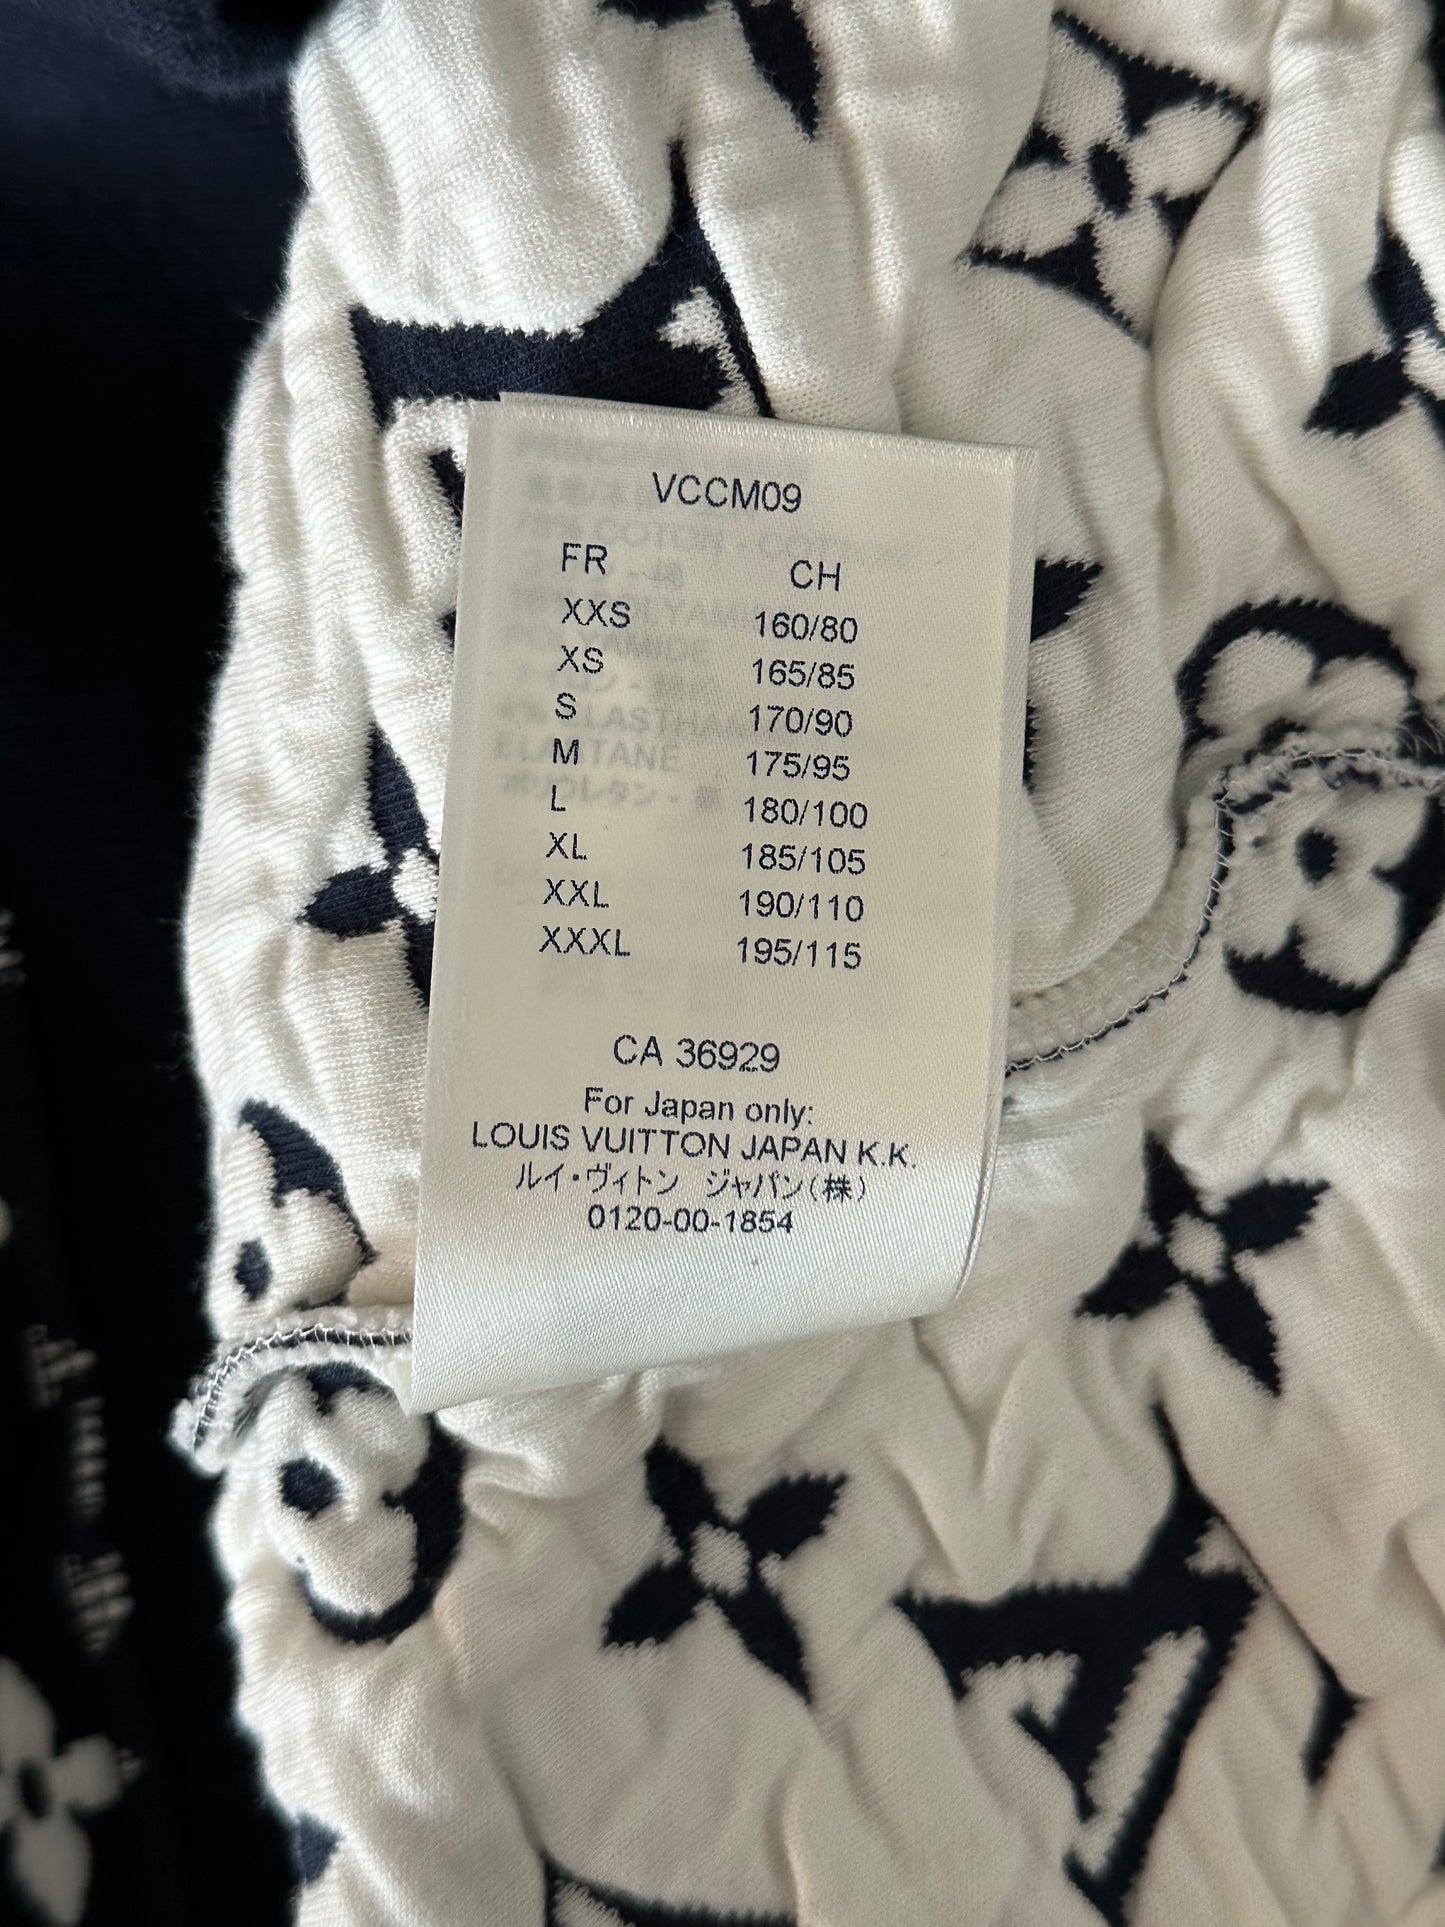 VCCM09
FR CH
XXS 160/80
XS 165/85
S 170/90
M 175/95
L 180/100
XL 185/105
XXL 190/110
XXXL 195/115
CA 36929
For Japan only:
LOUIS VUITTON JAPAN K.K.
ルイ・ヴィトン ジャパン(株)
0120-00-1854